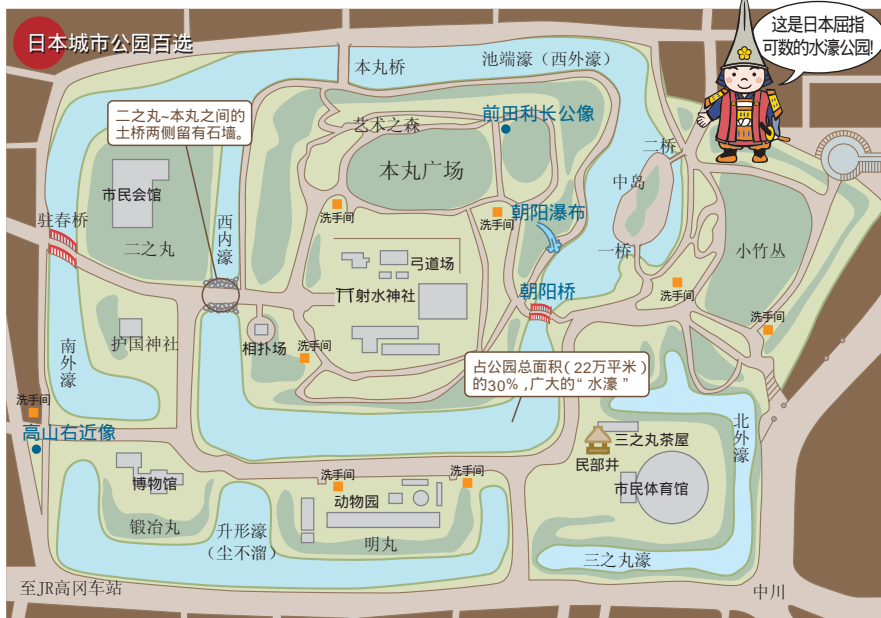 日本城市公园百选
这是日本屈指
可数的水濠公园!
本丸桥
池端濠（西外濠）
二之丸~本丸之间的
土桥两侧留有石墙。
艺术之森
前田利长公像
二桥
本丸广场
中岛
市民会馆
洗手间
洗手间
朝阳瀑布
驻春桥
西内濠
二之丸
弓道场
一桥
小竹丛
朝阳桥
洗手间
射水神社
洗手间
护国神社
相扑场
洗手间
南外濠
占公园总面积（22万平米）
的30%，广大的“水濠”
洗手间
高山右近像
北外濠
三之丸茶屋
民部井
博物馆
洗手间
洗手间
市民体育馆
动物园
锻冶丸
升形濠
（尘不溜）
明丸
三之丸濠
至JR高冈车站
中川